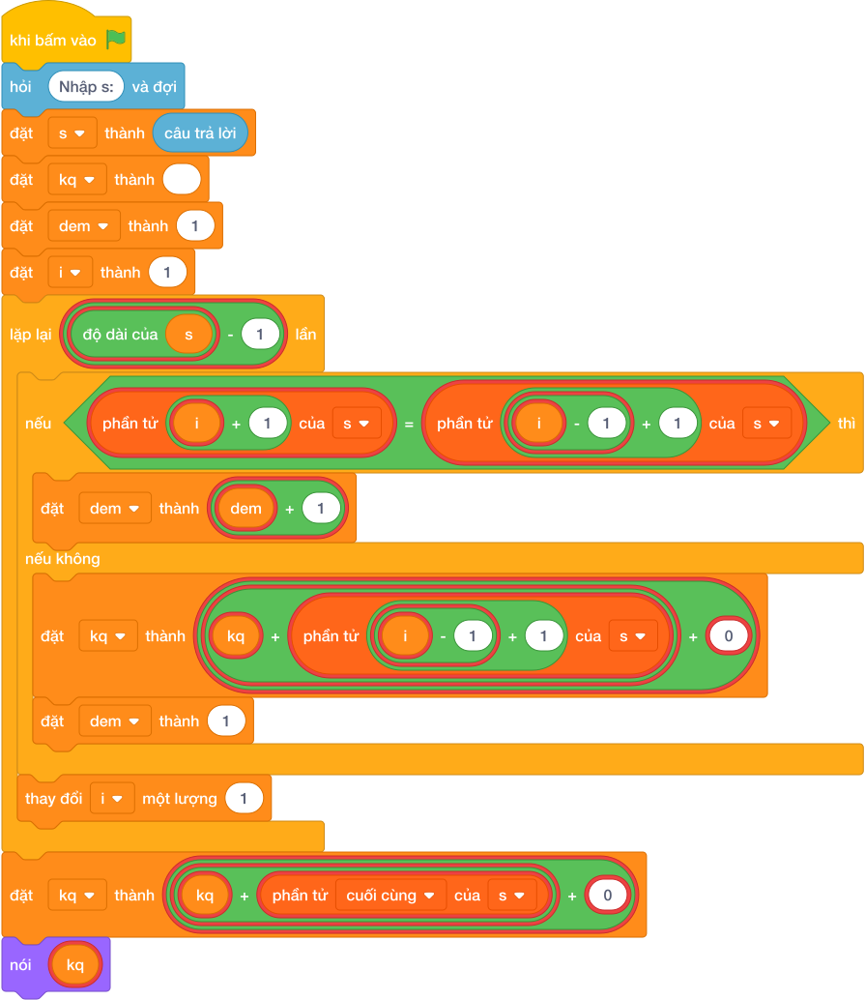 khi bấm vào
hỏi Nhập s: và đợi
đặt s thành câu trả lời
đặt kq thành
đặt dem thành 1
đặt i thành 1
lặp lại độ dài của s - 1 lần
nếu phần tử i + 1 của s = phần tử i - 1 + 1 của s thì
đặt dem thành dem + 1
nếu không
đặt kq thành kq + phần tử i - 1 + 1 của s + 0
đặt dem thành 1
thay đổi i một lượng 1
đặt kq thành kq + phần tử cuối cùng của s + 0
nói kq